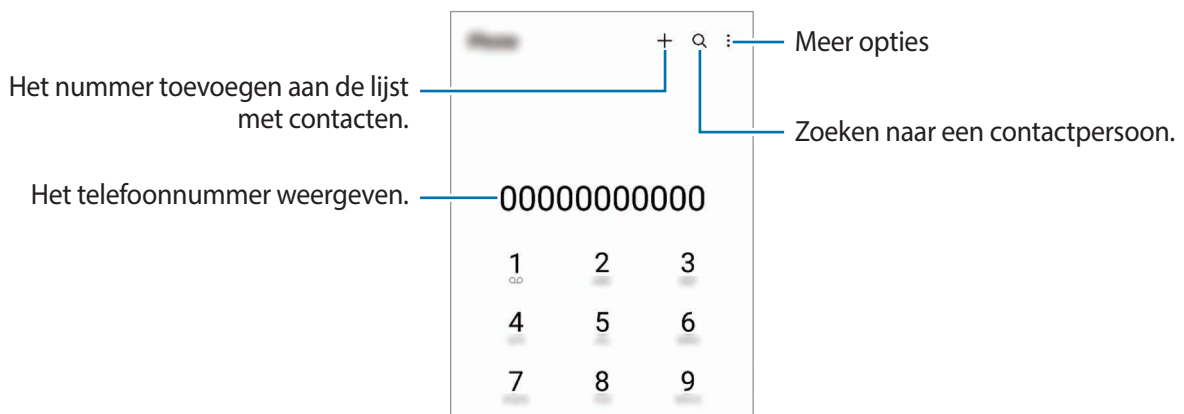 Meer opties
Het nummer toevoegen aan de lijst
met contacten.
Zoeken naar een contactpersoon.
Het telefoonnummer weergeven.
00000000000
1 2 3
4 5 6
7 8 9